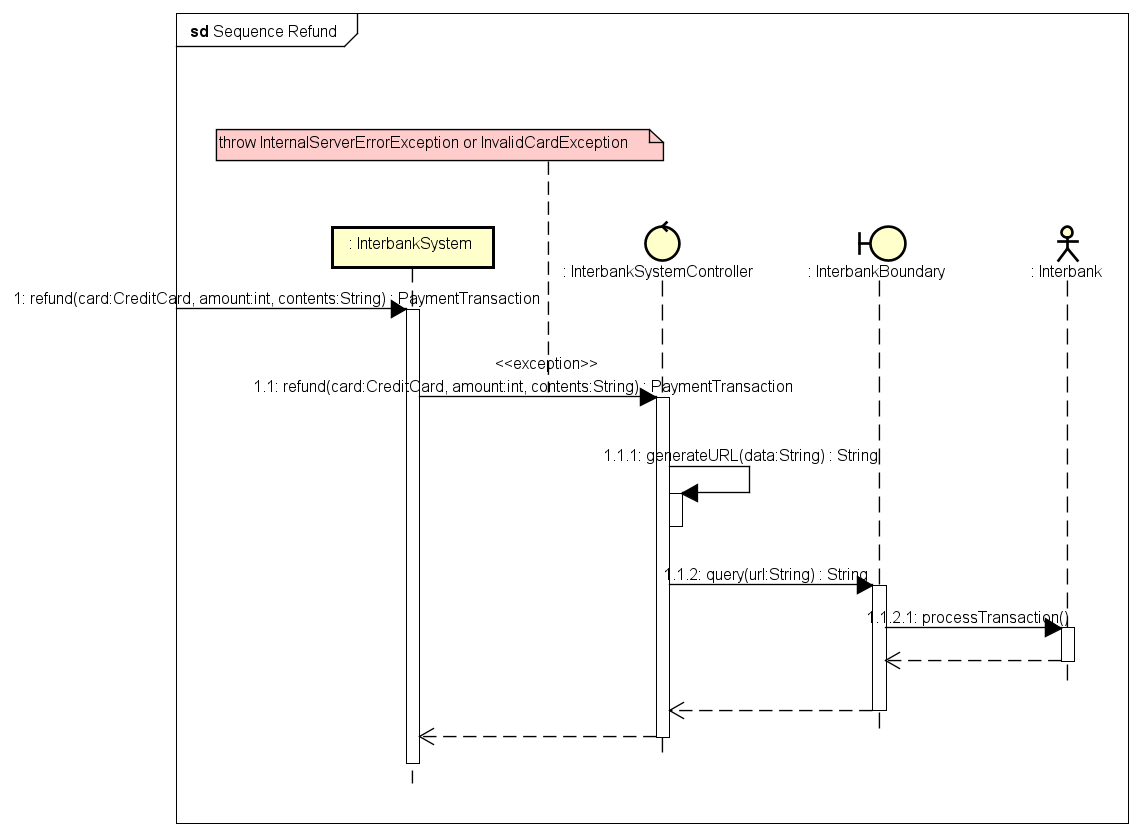 sd Sequence Refund
throw InternalServerErrorException or InvalidCardException
: InterbankSystem
: InterbankSystemController
: InterbankBoundary
: Interbank
1: refund(card:CreditCard, amount:int, contents:String) : PaymentTransaction
<<exception>>
1.1: refund(card:CreditCard, amount:int, contents:String) : PaymentTransaction
1.1.1: generateURL(data:String) : String
1.1.2: query(url:String) : String
1.1.2.1: processTransaction()